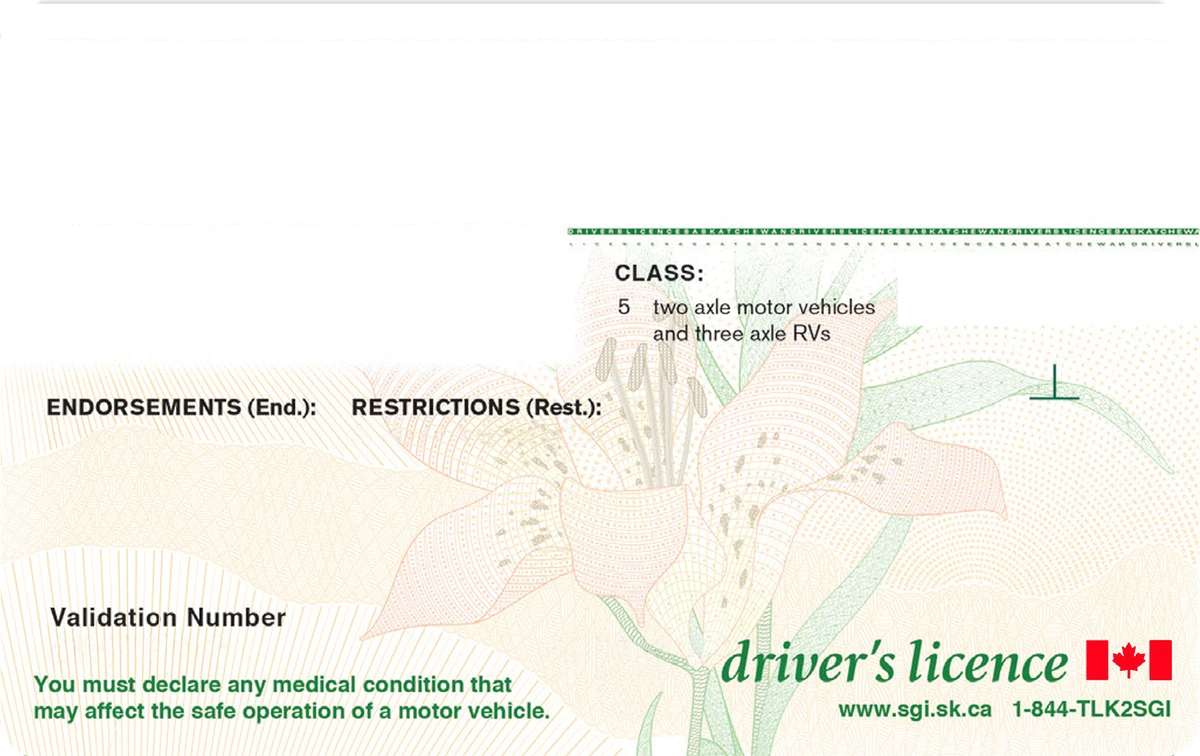 DRIVERSLICENCESASKATCHEWANDRIVERSLICENCESASKATCHEWANDRIVERSLICENCESASKATCHEWA
LICENCESASKATCHEWANDRIVERSLICENCESASKATCHEWANDRIVERSL
CLASS:
5 two axle motor vehicles
and three axle RVs
ENDORSEMENTS (End.): RESTRICTIONS (Rest.):
Validation Number
driver's licence
You must declare any medical condition that
may affect the safe operation of a motor vehicle.
www.sgi.sk.ca 1-844-TLK2SGI